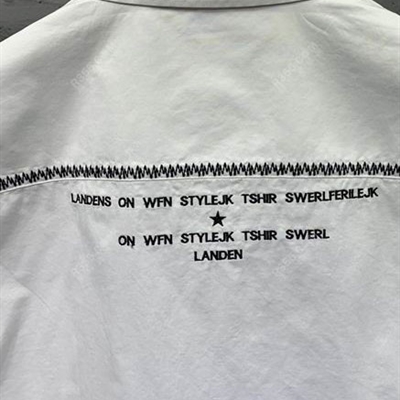 LANDENS ON WFN STYLEJK TSHIR SWERLFERILEJK
ON WFN STYLEJK TSHIR SWERL
LANDEN